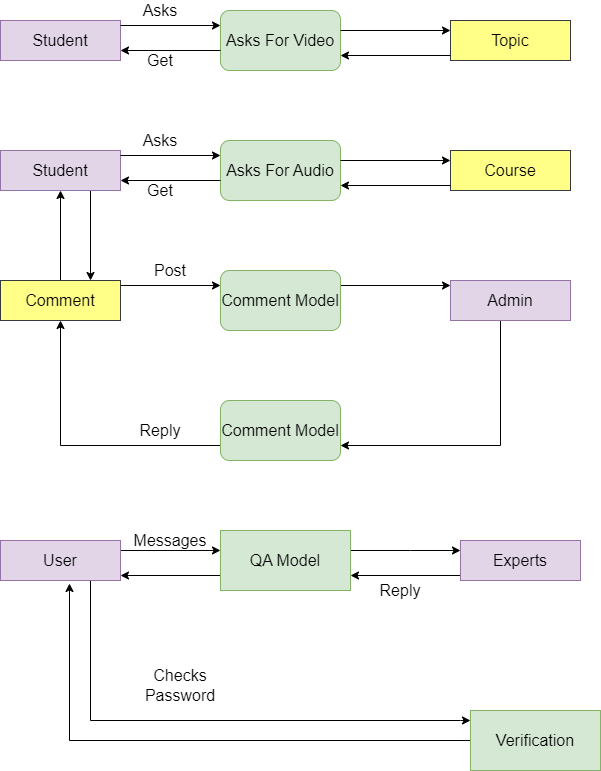 Asks
Student
Asks For Video
Topic
Get
Asks
Student
Asks For Audio
Course
Get
Post
Comment
Comment Model
Admin
Reply
Comment Model
Messages
User
QA Model
Experts
Reply
Checks
Password
Verification